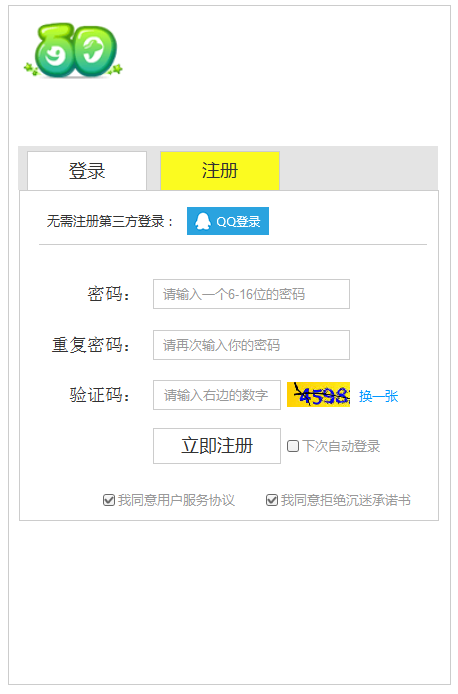 登录 注册
无需注册第三方登录： QQ登录
密码： 请输入一个6-16位的密码
重复密码： 请再次输入你的密码
验证码： 请输入右边的数字 4598 换一张
立即注册 下次自动登录
我同意用户服务协议 我同意拒绝沉迷承诺书